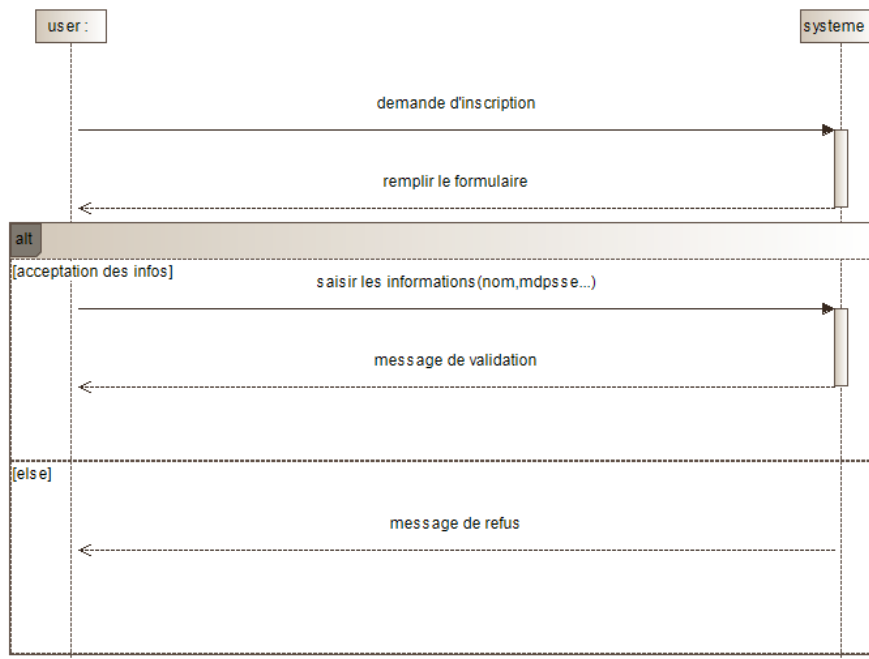 user :
systeme
demande d'inscription
remplir le formulaire
alt
[acceptation des infos]
saisir les informations(nom,mdpsse...)
message de validation
[else]
message de refus